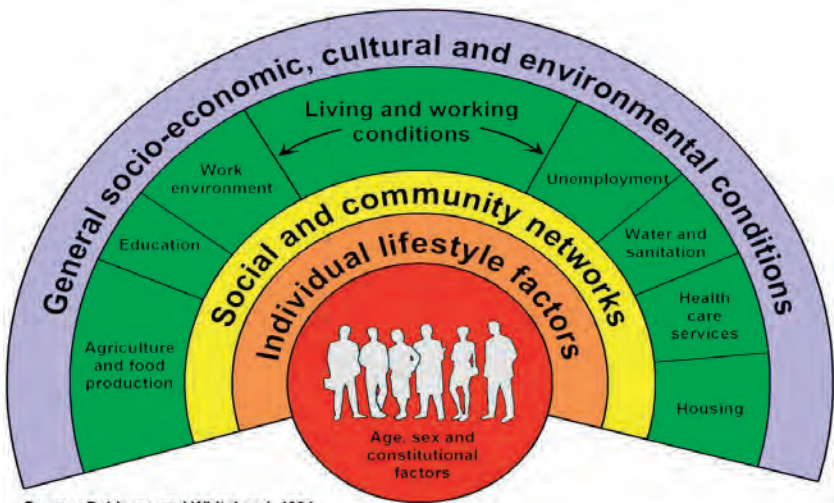 General socio-economic, cultural and environmental conditions
Living and working
conditions
Work
environment
Unemployment
Education
Water and
sanitation
Agriculture
and food
production
Health
care
services
Housing
Social and community networks
Individual lifestyle factors
Age, sex and
constitutional
factors